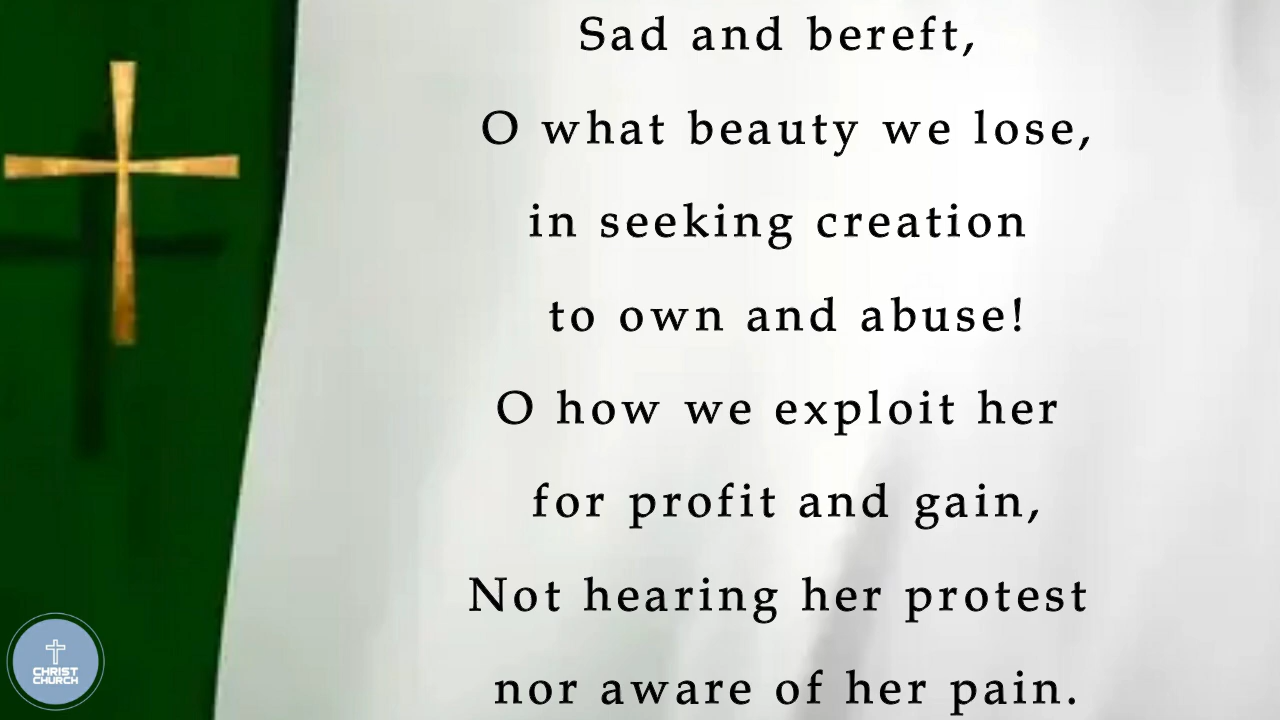 Sad and bereft,
O what beauty we lose,
in seeking creation
to own and abuse!
O how we exploit her
for profit and gain,
Not hearing her protest
nor aware of her pain.
CHRIST
CHURCH